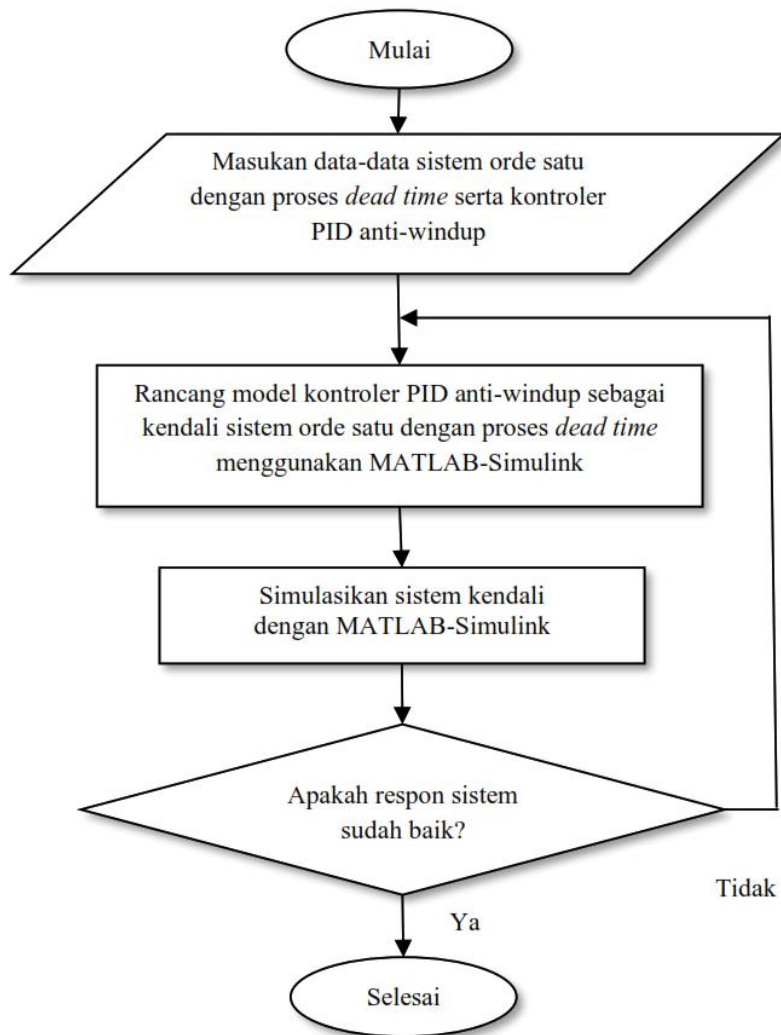 Mulai
Masukan data-data sistem orde satu
dengan proses dead time serta kontroler
PID anti-windup
Rancang model kontroler PID anti-windup sebagai
kendali sistem orde satu dengan proses dead time
menggunakan MATLAB-Simulink
Simulasikan sistem kendali
dengan MATLAB-Simulink
Apakah respon sistem
sudah baik?
Tidak
Ya
Selesai